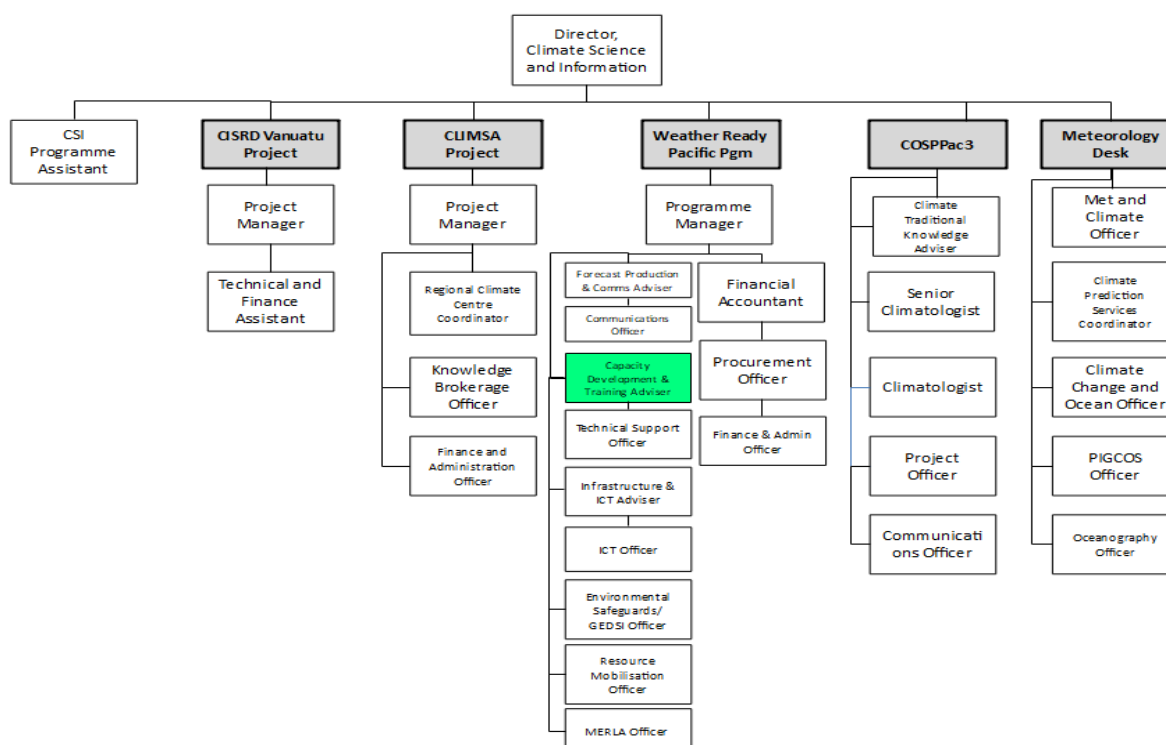 Director,
Climate Science
and Information
CSI
Programme
Assistant
CISRD Vanuatu
Project
Project
Manager
Technical and
Finance
Assistant
CLIMSA
Project
Project
Manager
Regional Climate
Centre
Coordinator
Knowledge
Brokerage
Officer
Finance and
Administration
Officer
Weather Ready
Pacific Pgm
Programme
Manager
Forecast Production
& Comms Adviser
Communications
Officer
Capacity
Development &
Training Adviser
Technical Support
Officer
Infrastructure &
ICT Adviser
ICT Officer
Environmental
Safeguards/
GEDSI Officer
Resource
Mobilisation
Officer
MERLA Officer
Financial
Accountant
Procurement
Officer
Finance & Admin
Officer
COSPPac3
Climate
Traditional
Knowledge
Adviser
Senior
Climatologist
Climatologist
Project
Officer
Communicati
ons Officer
Meteorology
Desk
Met and
Climate
Officer
Climate
Prediction
Services
Coordinator
Climate
Change and
Ocean Officer
PIGCOS
Officer
Oceanography
Officer